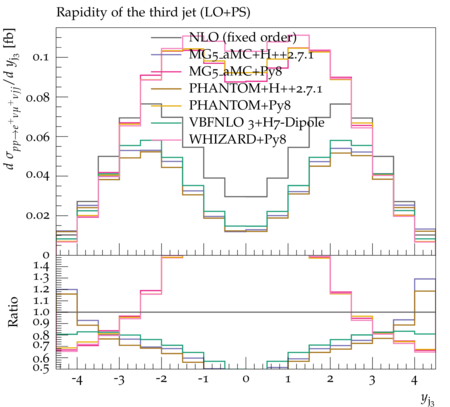 Rapidity of the third jet (LO+PS)
d σpp→e⁺νμ⁺νjj/d yj₃ [fb]
0.1
0.08
0.06
0.04
0.02
NLO (fixed order)
MG5_aMC+H++2.7.1
MG5_aMC+Py8
PHANTOM+H++2.7.1
PHANTOM+Py8
VBFNLO 3+H7-Dipole
WHIZARD+Py8
0
1.4
1.3
1.2
1.1
1.0
0.9
0.8
0.7
0.6
0.5
Ratio
-4 -3 -2 -1 0 1 2 3 4
yj₃